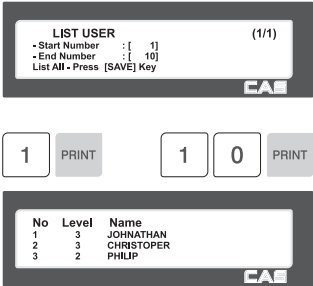 LIST USER (1/1)
- Start Number : [ 1]
- End Number : [ 10]
List All - Press [SAVE] Key
CAS
1 PRINT 1 0 PRINT
No Level Name
1 3 JOHNATHAN
2 3 CHRISTOPER
3 2 PHILIP
CAS